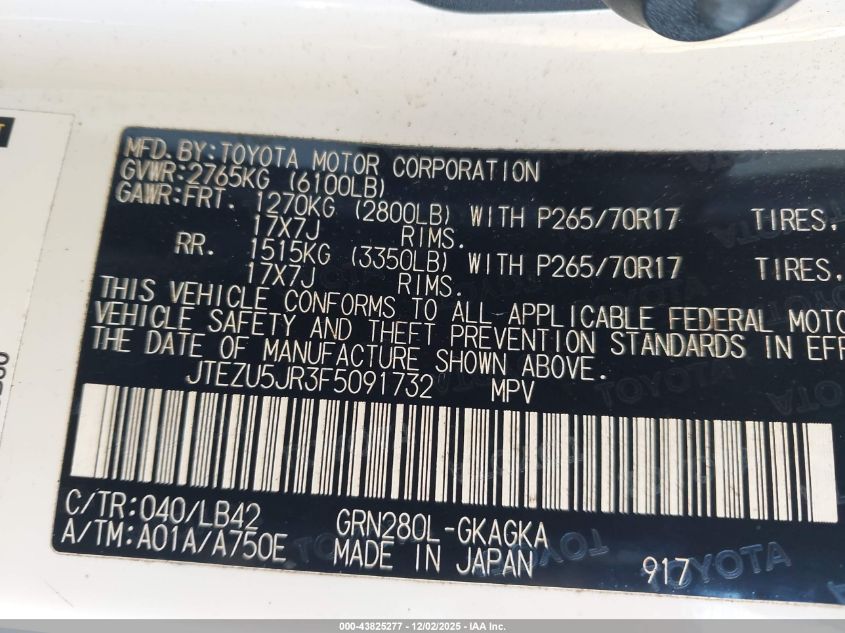 MFD. BY: TOYOTA MOTOR CORPORATION
GVWR: 2765KG (6100LB)
GAWR: FRT. 1270KG (2800LB) WITH P265/70R17 TIRES,
17X7J RIMS.
RR. 1515KG (3350LB) WITH P265/70R17 TIRES,
17X7J RIMS.
THIS VEHICLE CONFORMS TO ALL APPLICABLE FEDERAL MOTO
VEHICLE SAFETY AND THEFT PREVENTION STANDARDS IN EFF
THE DATE OF MANUFACTURE SHOWN ABOVE.
JTEZU5JR3F5091732 MPV
C/TR: 040/LB42 GRN280L-GKAGKA
A/TM: A01A/A750E MADE IN JAPAN 917
TOYOTA
000-43825277 - 12/02/2025 - IAA Inc.